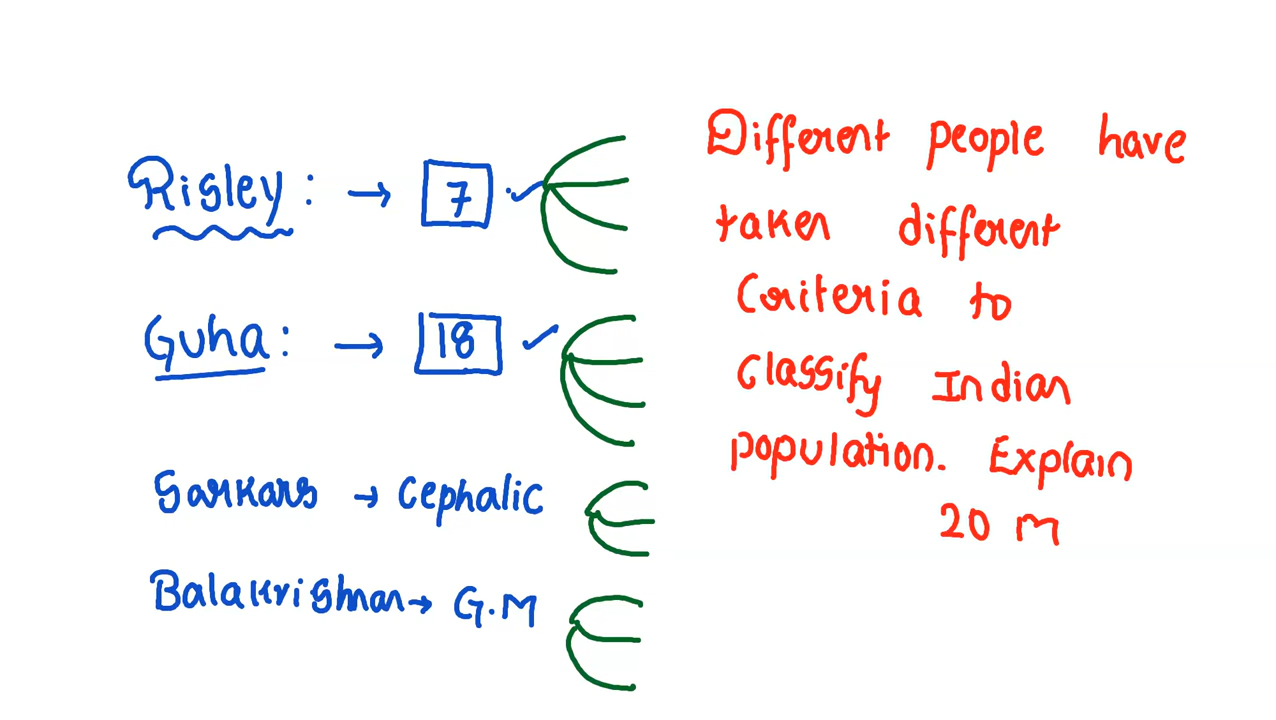 Risley: → 7
Guha: → 18
Sarkars → Cephalic
Balakrishnan → G.M
Different people have
taken different
Criteria to
Classify Indian
population. Explain
20 M